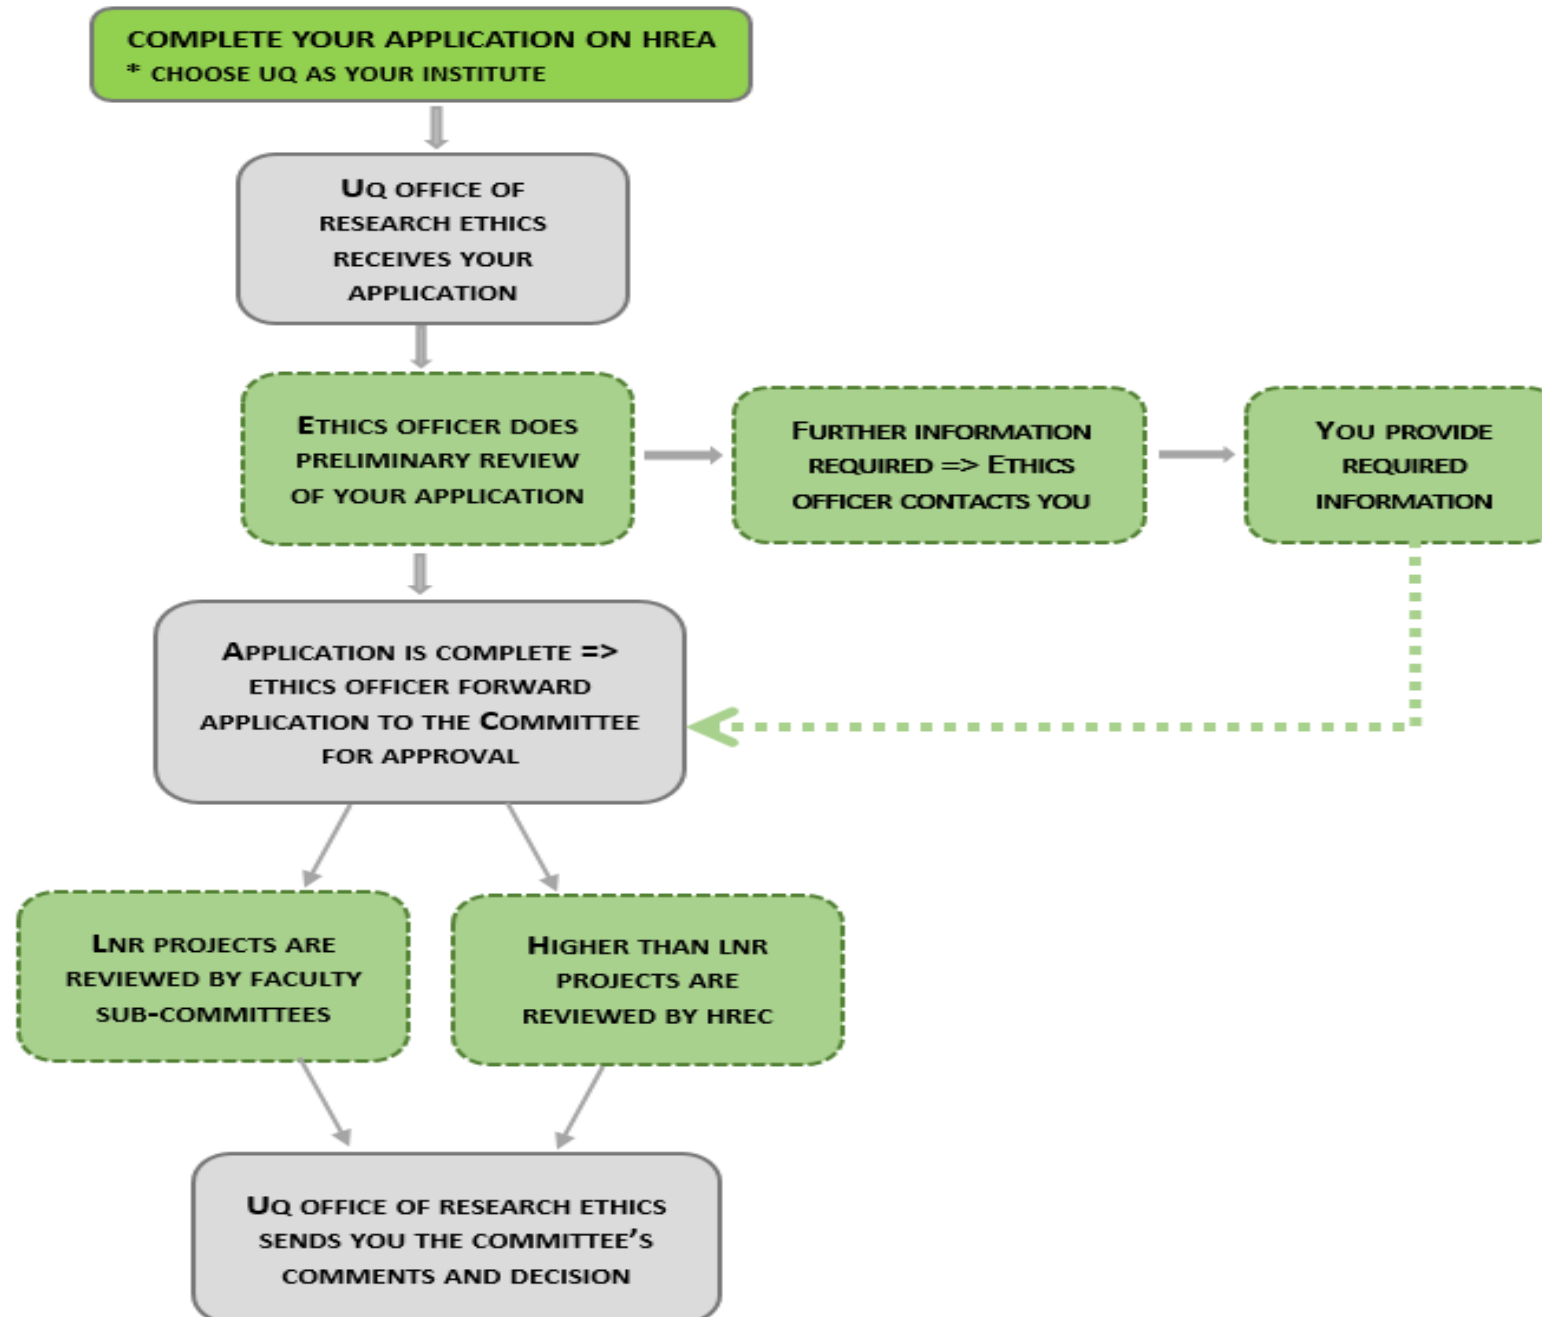 COMPLETE YOUR APPLICATION ON HREA
* CHOOSE UQ AS YOUR INSTITUTE
UQ OFFICE OF
RESEARCH ETHICS
RECEIVES YOUR
APPLICATION
ETHICS OFFICER DOES
PRELIMINARY REVIEW
OF YOUR APPLICATION
FURTHER INFORMATION
REQUIRED => ETHICS
OFFICER CONTACTS YOU
YOU PROVIDE
REQUIRED
INFORMATION
APPLICATION IS COMPLETE =>
ETHICS OFFICER FORWARD
APPLICATION TO THE COMMITTEE
FOR APPROVAL
LNR PROJECTS ARE
REVIEWED BY FACULTY
SUB-COMMITTEES
HIGHER THAN LNR
PROJECTS ARE
REVIEWED BY HREC
UQ OFFICE OF RESEARCH ETHICS
SENDS YOU THE COMMITTEE'S
COMMENTS AND DECISION